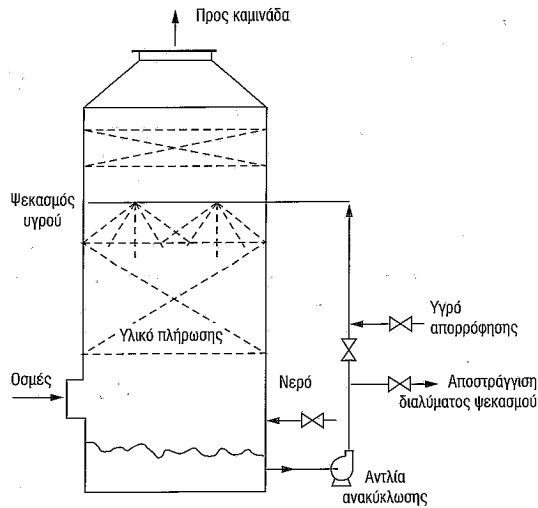 Προς καμινάδα
Ψεκασμός
υγρού
Υγρό
απορρόφησης
Υλικό πλήρωσης
Οσμές
Νερό
Αποστράγγιση
διαλύματος ψεκασμού
Αντλία
ανακύκλωσης